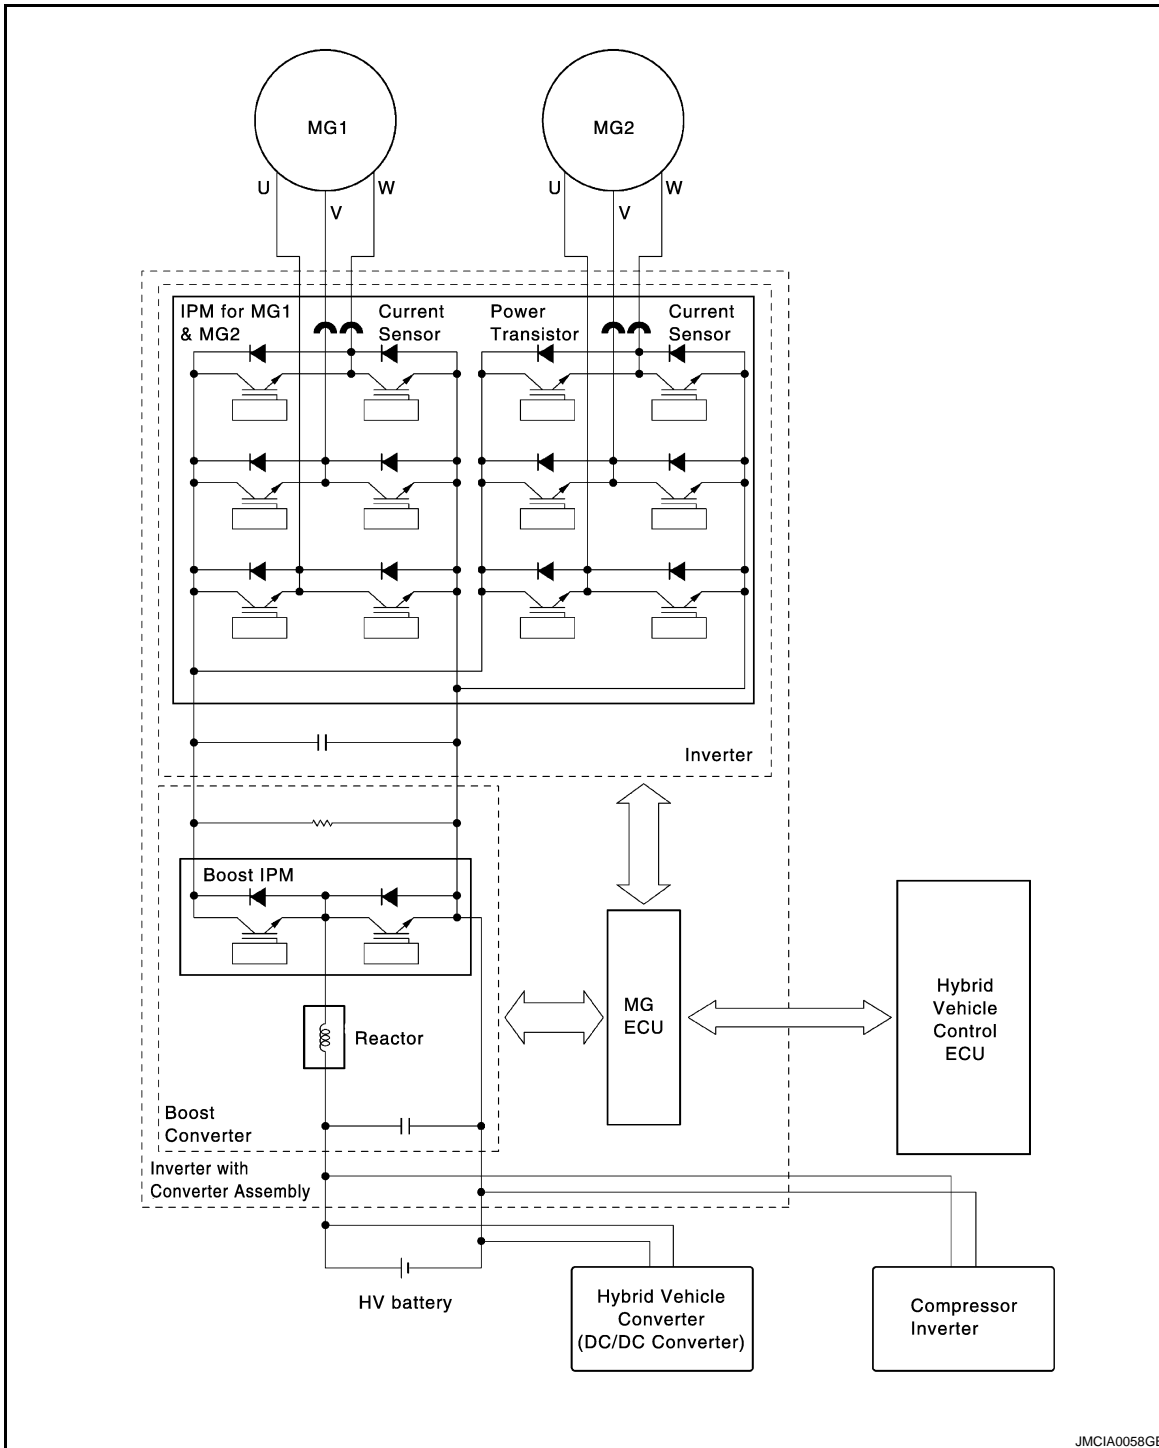 MG1
MG2
U
V
W
U
V
W
IPM for MG1
& MG2
Current
Sensor
Power
Transistor
Current
Sensor
Inverter
Boost IPM
Reactor
MG
ECU
Hybrid
Vehicle
Control
ECU
Boost
Converter
Inverter with
Converter Assembly
HV battery
Hybrid Vehicle
Converter
(DC/DC Converter)
Compressor
Inverter